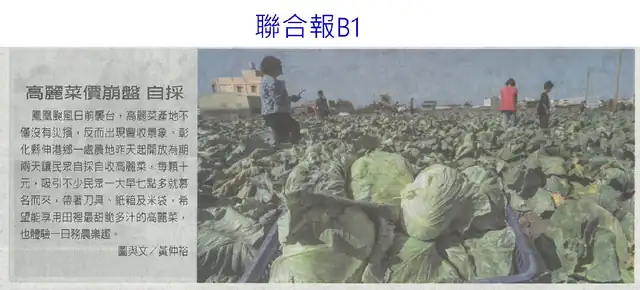 聯合報B1
高麗菜價崩盤 自採
鳳凰颱風日前襲台，高麗菜產地不
僅沒有災損，反而出現豐收景象。彰
化縣伸港鄉一處農地昨天起開放為期
兩天讓民眾自採自收高麗菜，每顆十
元，吸引不少民眾一大早七點多就慕
名而來，帶著刀具、紙箱及米袋，希
望能享用田裡最甜脆多汁的高麗菜，
也體驗一日務農樂趣。
圖與文／黃仲裕